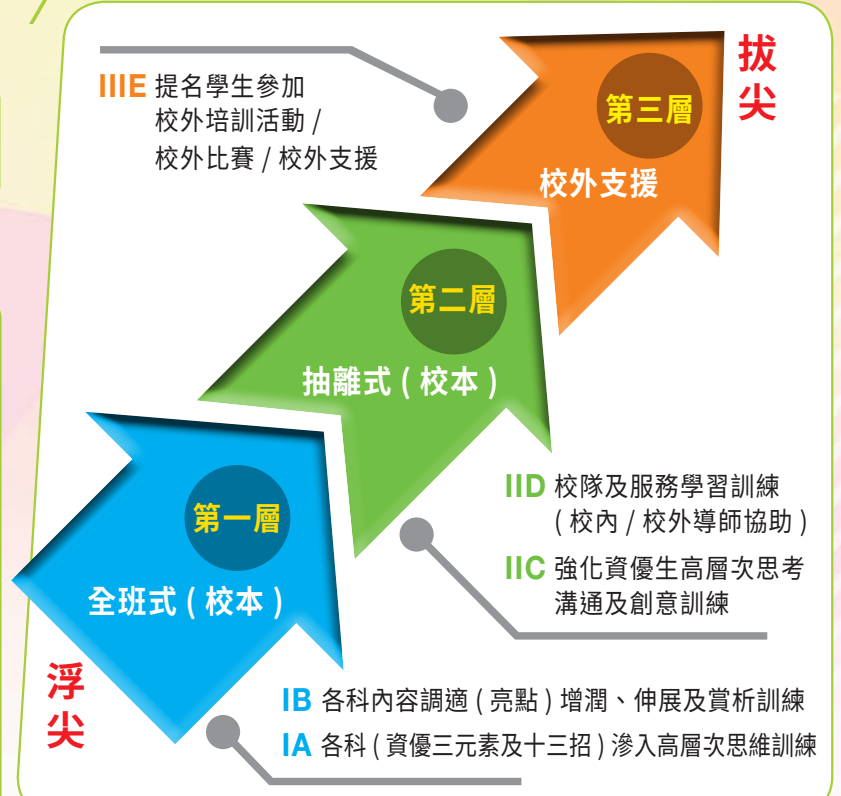 拔尖
第三層
校外支援
IIIE 提名學生參加
校外培訓活動 /
校外比賽 / 校外支援
第二層
抽離式 ( 校本 )
IID 校隊及服務學習訓練
( 校內 / 校外導師協助 )
IIC 強化資優生高層次思考
溝通及創意訓練
第一層
全班式 ( 校本 )
浮尖
IB 各科內容調適 ( 亮點 ) 增潤、伸展及賞析訓練
IA 各科 ( 資優三元素及十三招 ) 滲入高層次思維訓練